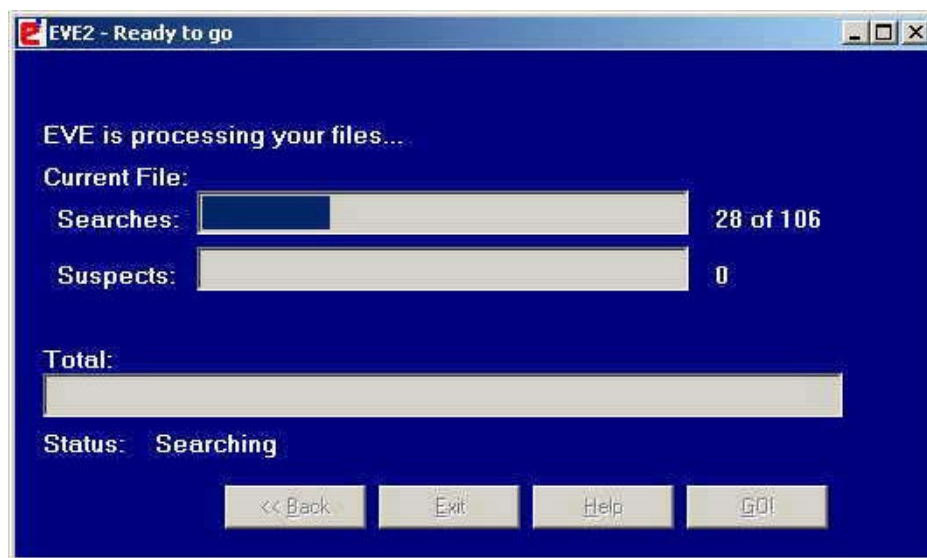 EVE2 - Ready to go
EVE is processing your files...
Current File:
Searches: 28 of 106
Suspects: 0
Total:
Status: Searching
<< Back Exit Help GO!